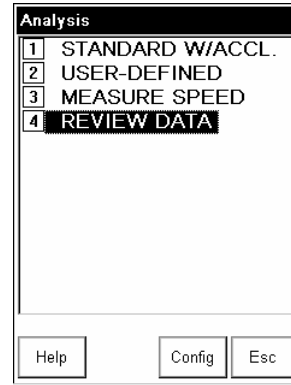 Analysis
1 STANDARD W/ACCL.
2 USER-DEFINED
3 MEASURE SPEED
4 REVIEW DATA
Help Config Esc